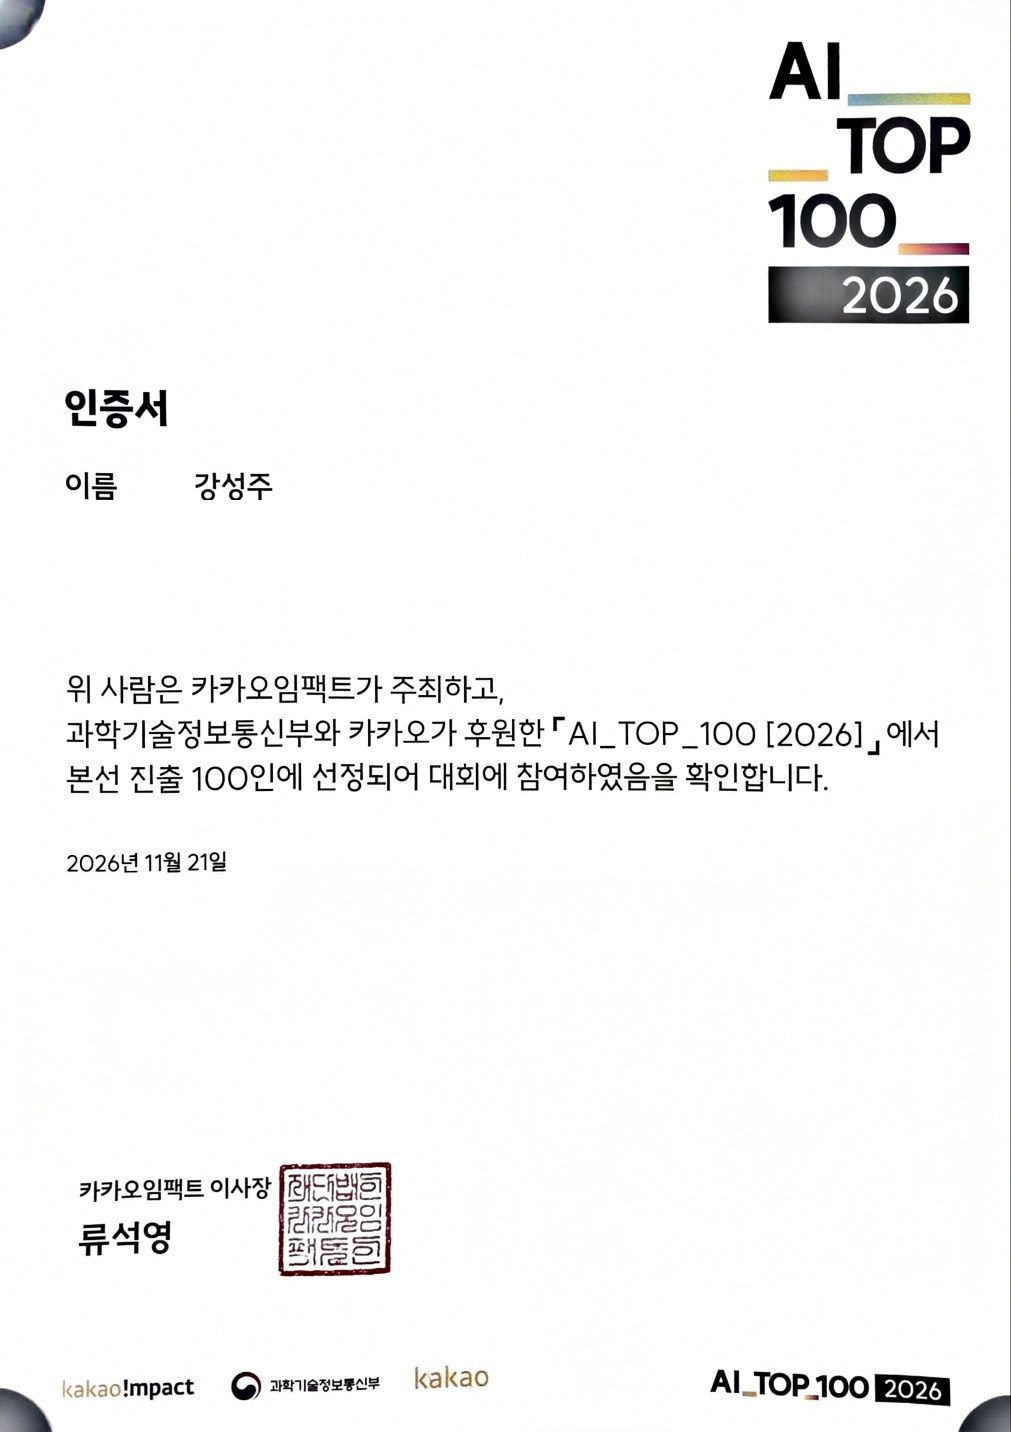 AI_
_TOP
100_
2026
인증서
이름 강성주
위 사람은 카카오임팩트가 주최하고,
과학기술정보통신부와 카카오가 후원한 「AI_TOP_100 [2026]」에서
본선 진출 100인에 선정되어 대회에 참여하였음을 확인합니다.
2026년 11월 21일
카카오임팩트 이사장
류석영
kakao!mpact 과학기술정보통신부 kakao AI_TOP_100 2026